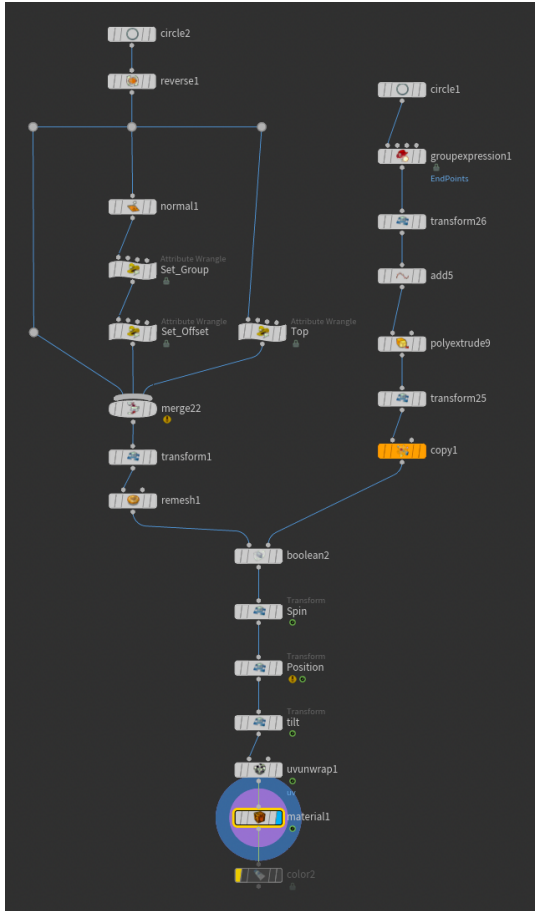 circle2
reverse1
circle1
groupexpression1
EndPoints
normal1
transform26
Attribute Wrangle
Set_Group
add5
Attribute Wrangle
Set_Offset
Attribute Wrangle
Top
polyextrude9
transform25
merge22
copy1
transform1
remesh1
boolean2
Transform
Spin
Transform
Position
Transform
tilt
uvunwrap1
uv
material1
color2